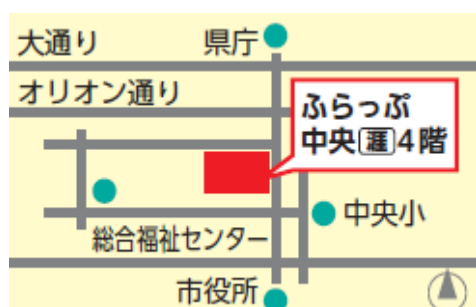 大通り
県庁
オリオン通り
ふらっぷ
中央㊟4階
中央小
総合福祉センター
市役所